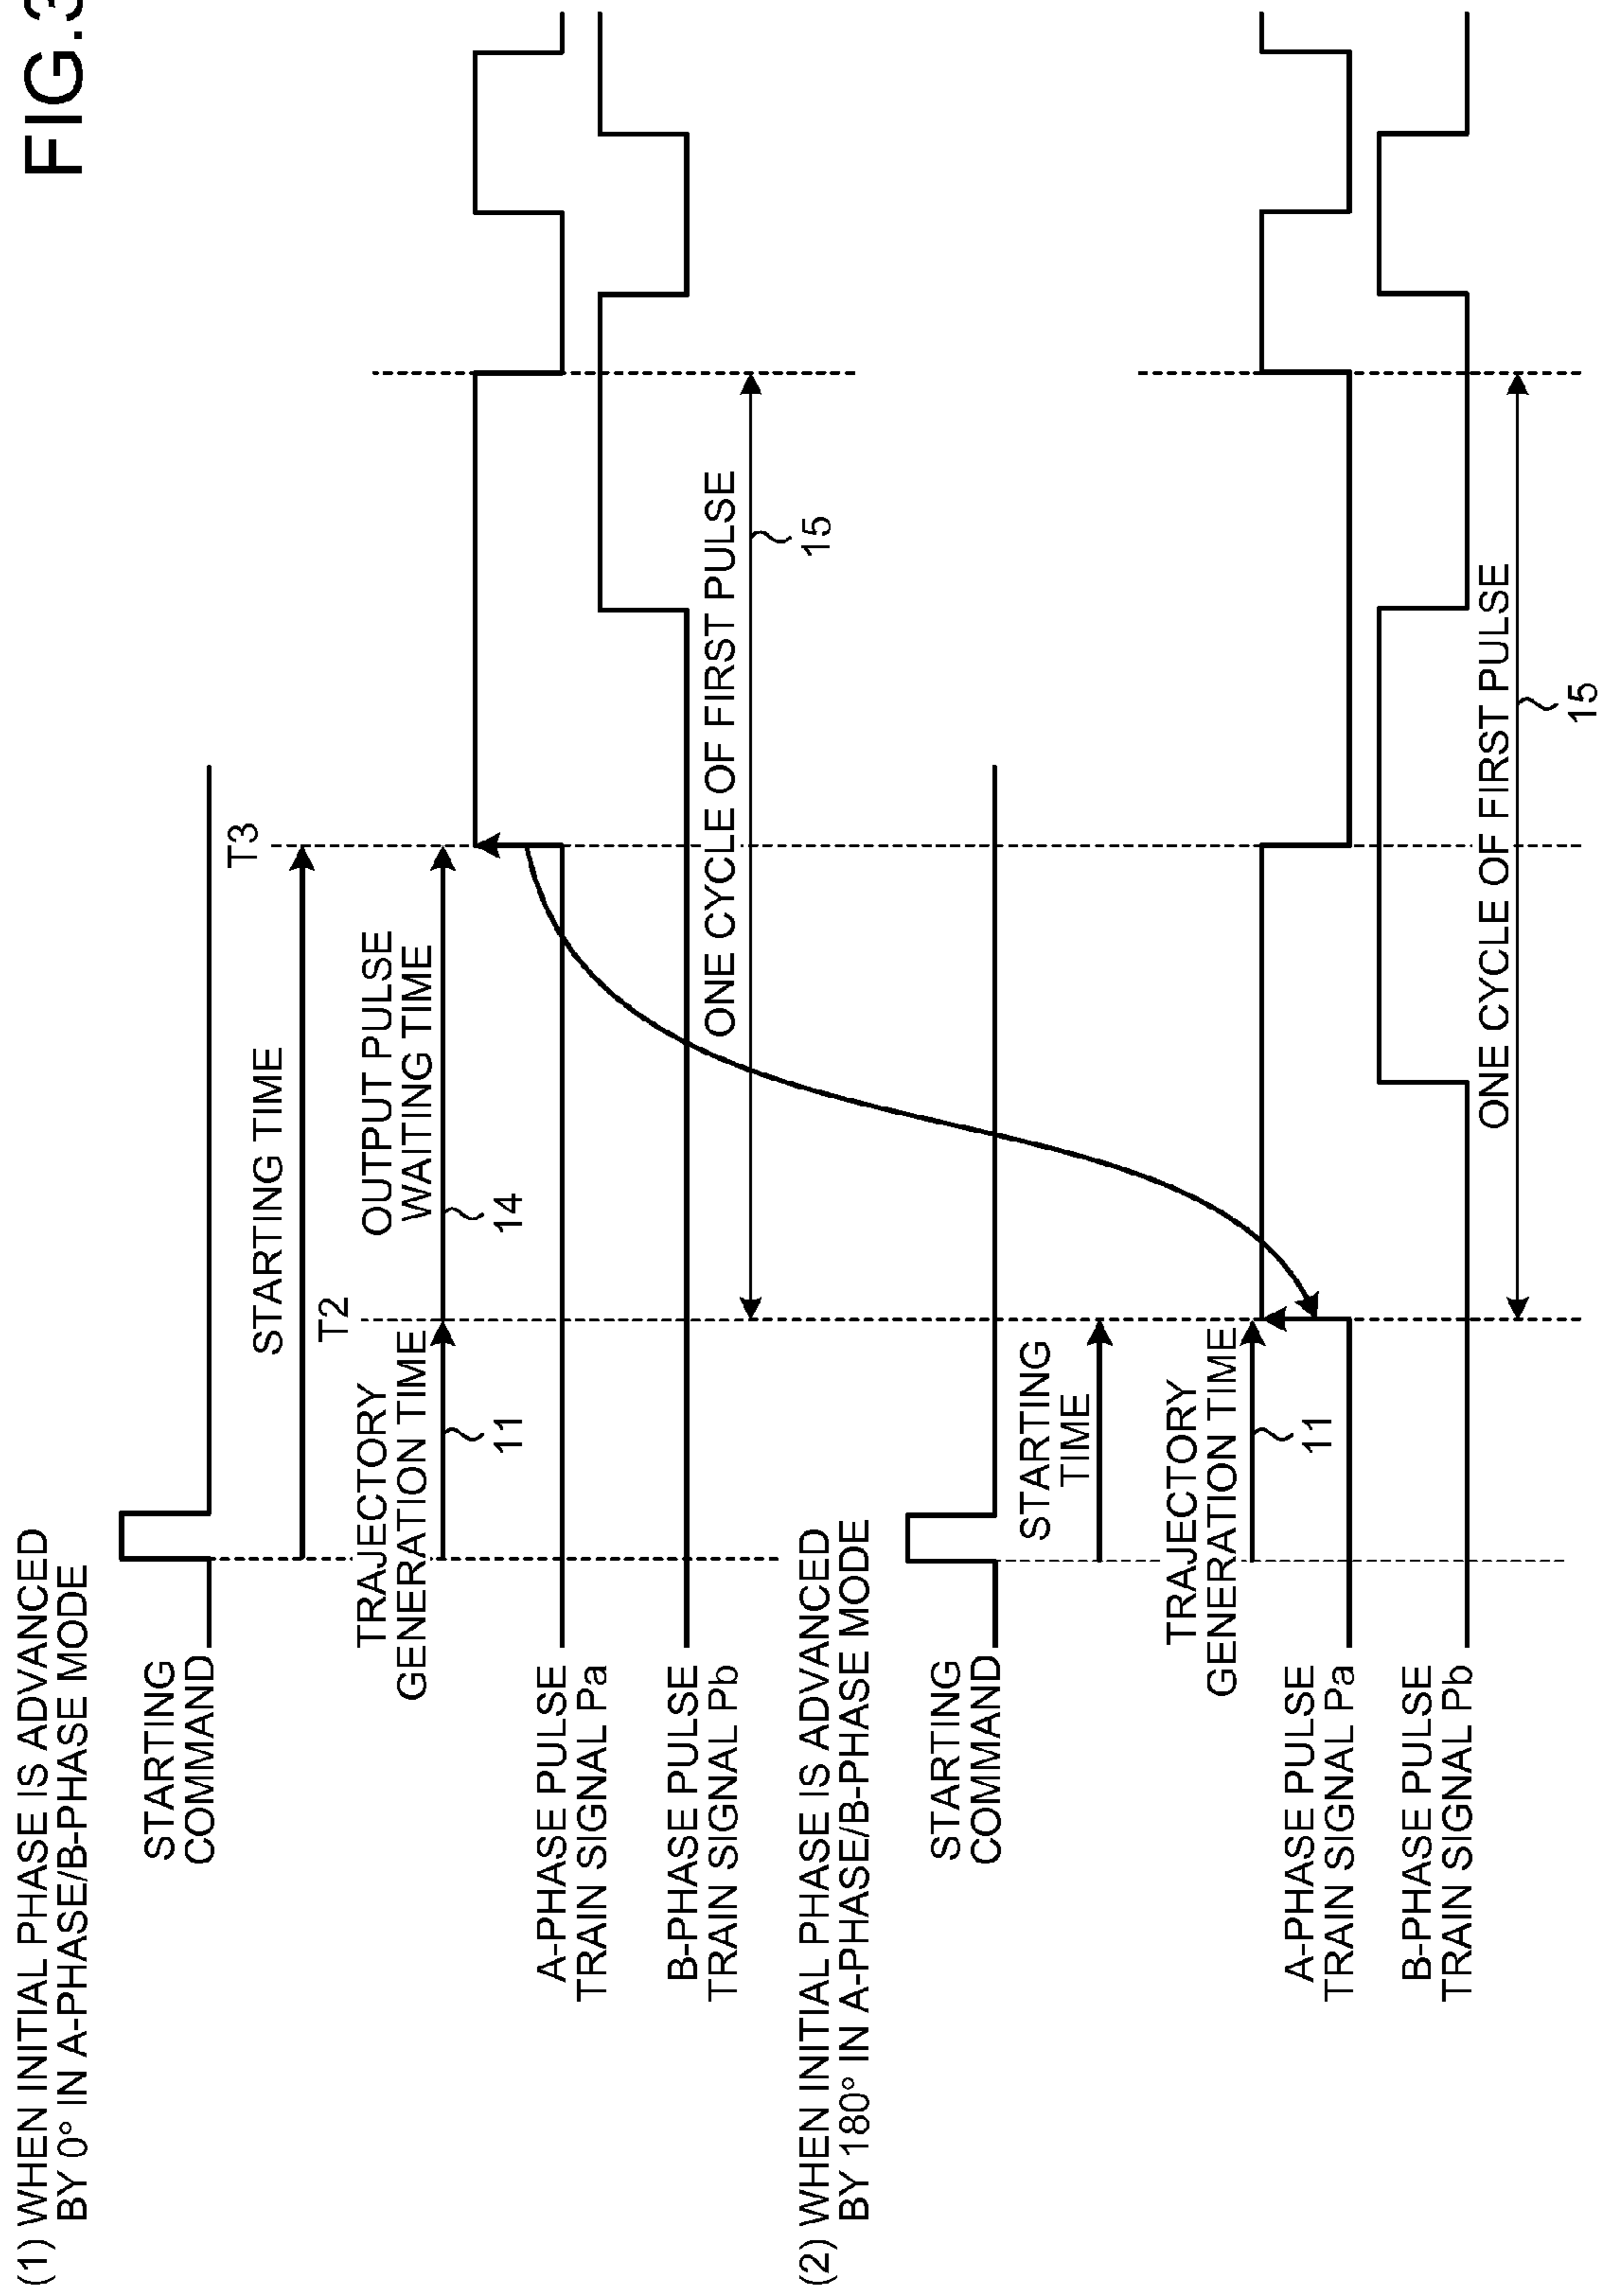 FIG.3
(1) WHEN INITIAL PHASE IS ADVANCED
BY 0° IN A-PHASE/B-PHASE MODE
STARTING
COMMAND
T3
STARTING TIME
T2
OUTPUT PULSE
WAITING TIME
14
TRAJECTORY
GENERATION TIME
11
A-PHASE PULSE
TRAIN SIGNAL Pa
B-PHASE PULSE
TRAIN SIGNAL Pb
ONE CYCLE OF FIRST PULSE
15
(2) WHEN INITIAL PHASE IS ADVANCED
BY 180° IN A-PHASE/B-PHASE MODE
STARTING
COMMAND
STARTING
TIME
TRAJECTORY
GENERATION TIME
11
A-PHASE PULSE
TRAIN SIGNAL Pa
B-PHASE PULSE
TRAIN SIGNAL Pb
ONE CYCLE OF FIRST PULSE
15